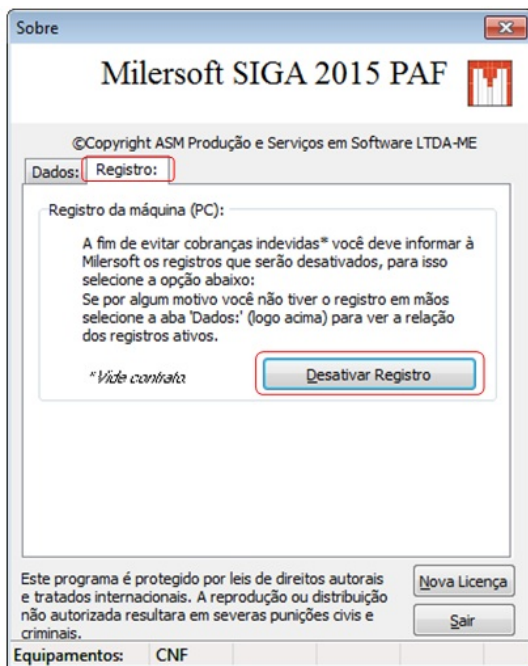 Sobre
Milersoft SIGA 2015 PAF
©Copyright ASM Produção e Serviços em Software LTDA-ME
Dados: Registro:
Registro da máquina (PC):
A fim de evitar cobranças indevidas* você deve informar à
Milersoft os registros que serão desativados, para isso
selecione a opção abaixo:
Se por algum motivo você não tiver o registro em mãos
selecione a aba 'Dados:' (logo acima) para ver a relação
dos registros ativos.
*Vide contrato.
Desativar Registro
Este programa é protegido por leis de direitos autorais
e tratados internacionais. A reprodução ou distribuição
não autorizada resultara em severas punições civis e
criminais.
Nova Licença
Sair
Equipamentos: CNF